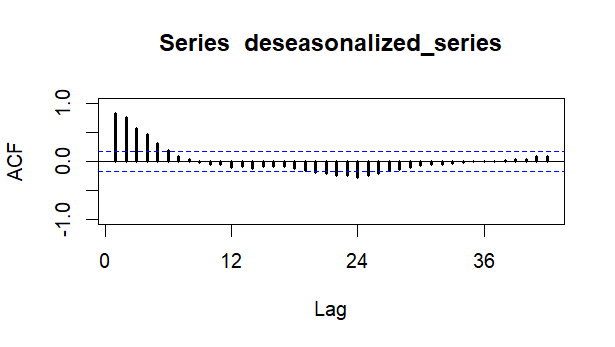 Series deseasonalized_series
ACF
1.0
0.0
-1.0
0 12 24 36
Lag